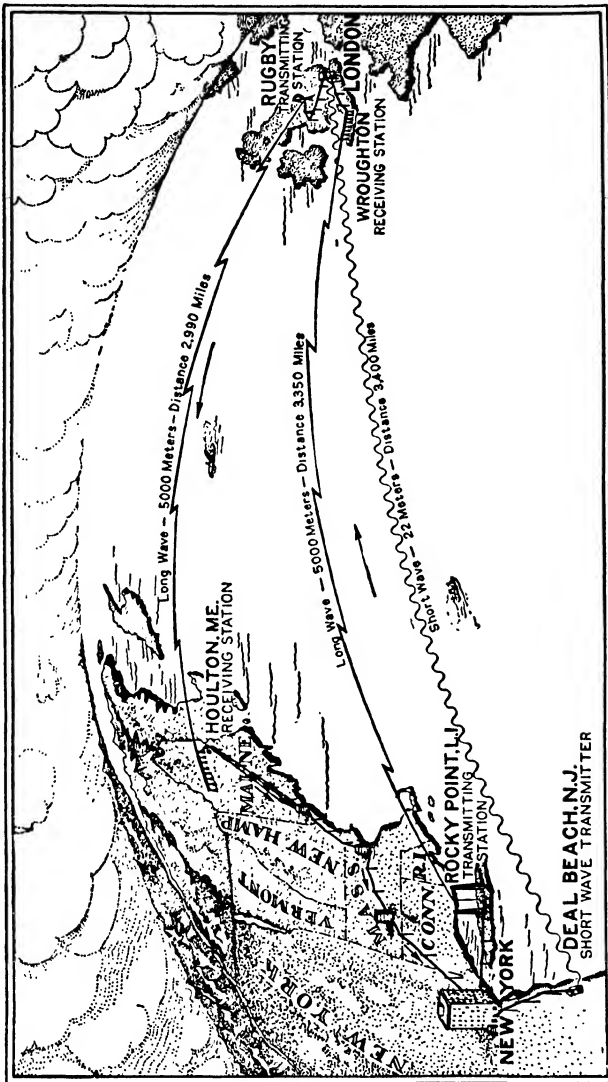 RUGBY
TRANSMITTING
STATION
LONDON
WROUGHTON
RECEIVING STATION
Long Wave – 5000 Meters – Distance 2,990 Miles
Long Wave – 5000 Meters – Distance 3,350 Miles
Short Wave – 22 Meters – Distance 3,400 Miles
HOULTON, ME.
RECEIVING STATION
MAINE
NEW HAMP
VERMONT
MASS
CONN
R.I.
NEW YORK
ROCKY POINT, L.I.
TRANSMITTING
STATION
NEW YORK
DEAL BEACH, N.J.
SHORT WAVE TRANSMITTER